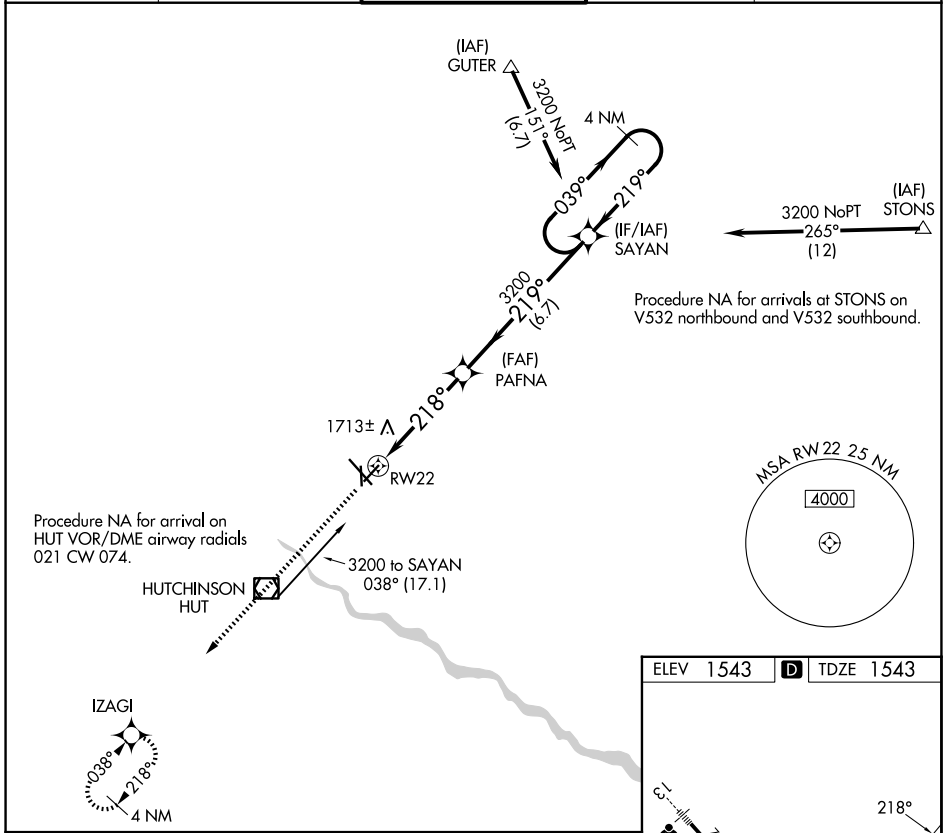 (IAF)
GUTER
3200 NoPT
151°
(6.7)
4 NM
039°
219°
(IF/IAF)
SAYAN
(IAF)
STONS
3200 NoPT
265°
(12)
Procedure NA for arrivals at STONS on
V532 northbound and V532 southbound.
3200
219°
(6.7)
(FAF)
PAFNA
218°
1713±
RW22
MSA RW 22 25 NM
4000
Procedure NA for arrival on
HUT VOR/DME airway radials
021 CW 074.
HUTCHINSON
HUT
3200 to SAYAN
038° (17.1)
IZAGI
038°
218°
4 NM
ELEV 1543 D TDZE 1543
13
218°